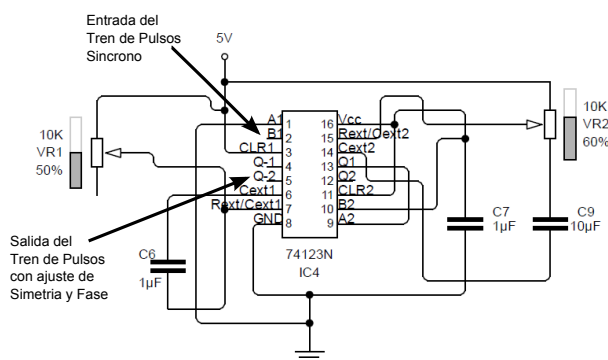 Entrada del
Tren de Pulsos
Sincrono
5V
10K
VR1
50%
A1
B1
CLR1
Q-1
Q-2
Cext1
Rext/Cext1
GND
1
2
3
4
5
6
7
8
16
15
14
13
12
11
10
9
Vcc
Rext/Cext2
Cext2
Q1
Q2
CLR2
B2
A2
74123N
IC4
10K
VR2
60%
C7
1µF
C9
10µF
C6
1µF
Salida del
Tren de Pulsos
con ajuste de
Simetria y Fase